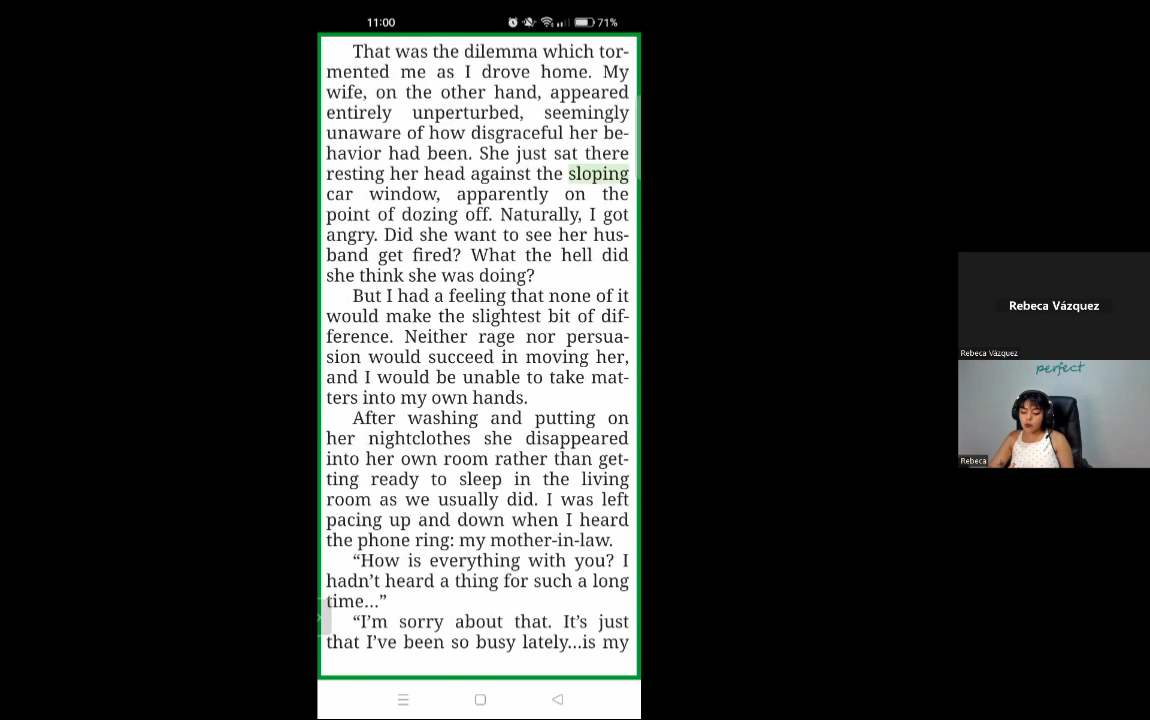 11:00
71%
That was the dilemma which tor-
mented me as I drove home. My
wife, on the other hand, appeared
entirely unperturbed, seemingly
unaware of how disgraceful her be-
havior had been. She just sat there
resting her head against the sloping
car window, apparently on the
point of dozing off. Naturally, I got
angry. Did she want to see her hus-
band get fired? What the hell did
she think she was doing?
But I had a feeling that none of it
would make the slightest bit of dif-
ference. Neither rage nor persua-
sion would succeed in moving her,
and I would be unable to take mat-
ters into my own hands.
After washing and putting on
her nightclothes she disappeared
into her own room rather than get-
ting ready to sleep in the living
room as we usually did. I was left
pacing up and down when I heard
the phone ring: my mother-in-law.
“How is everything with you? I
hadn’t heard a thing for such a long
time...”
“I’m sorry about that. It’s just
that I’ve been so busy lately...is my
Rebeca Vázquez
Rebeca Vázquez
perfect
Rebeca